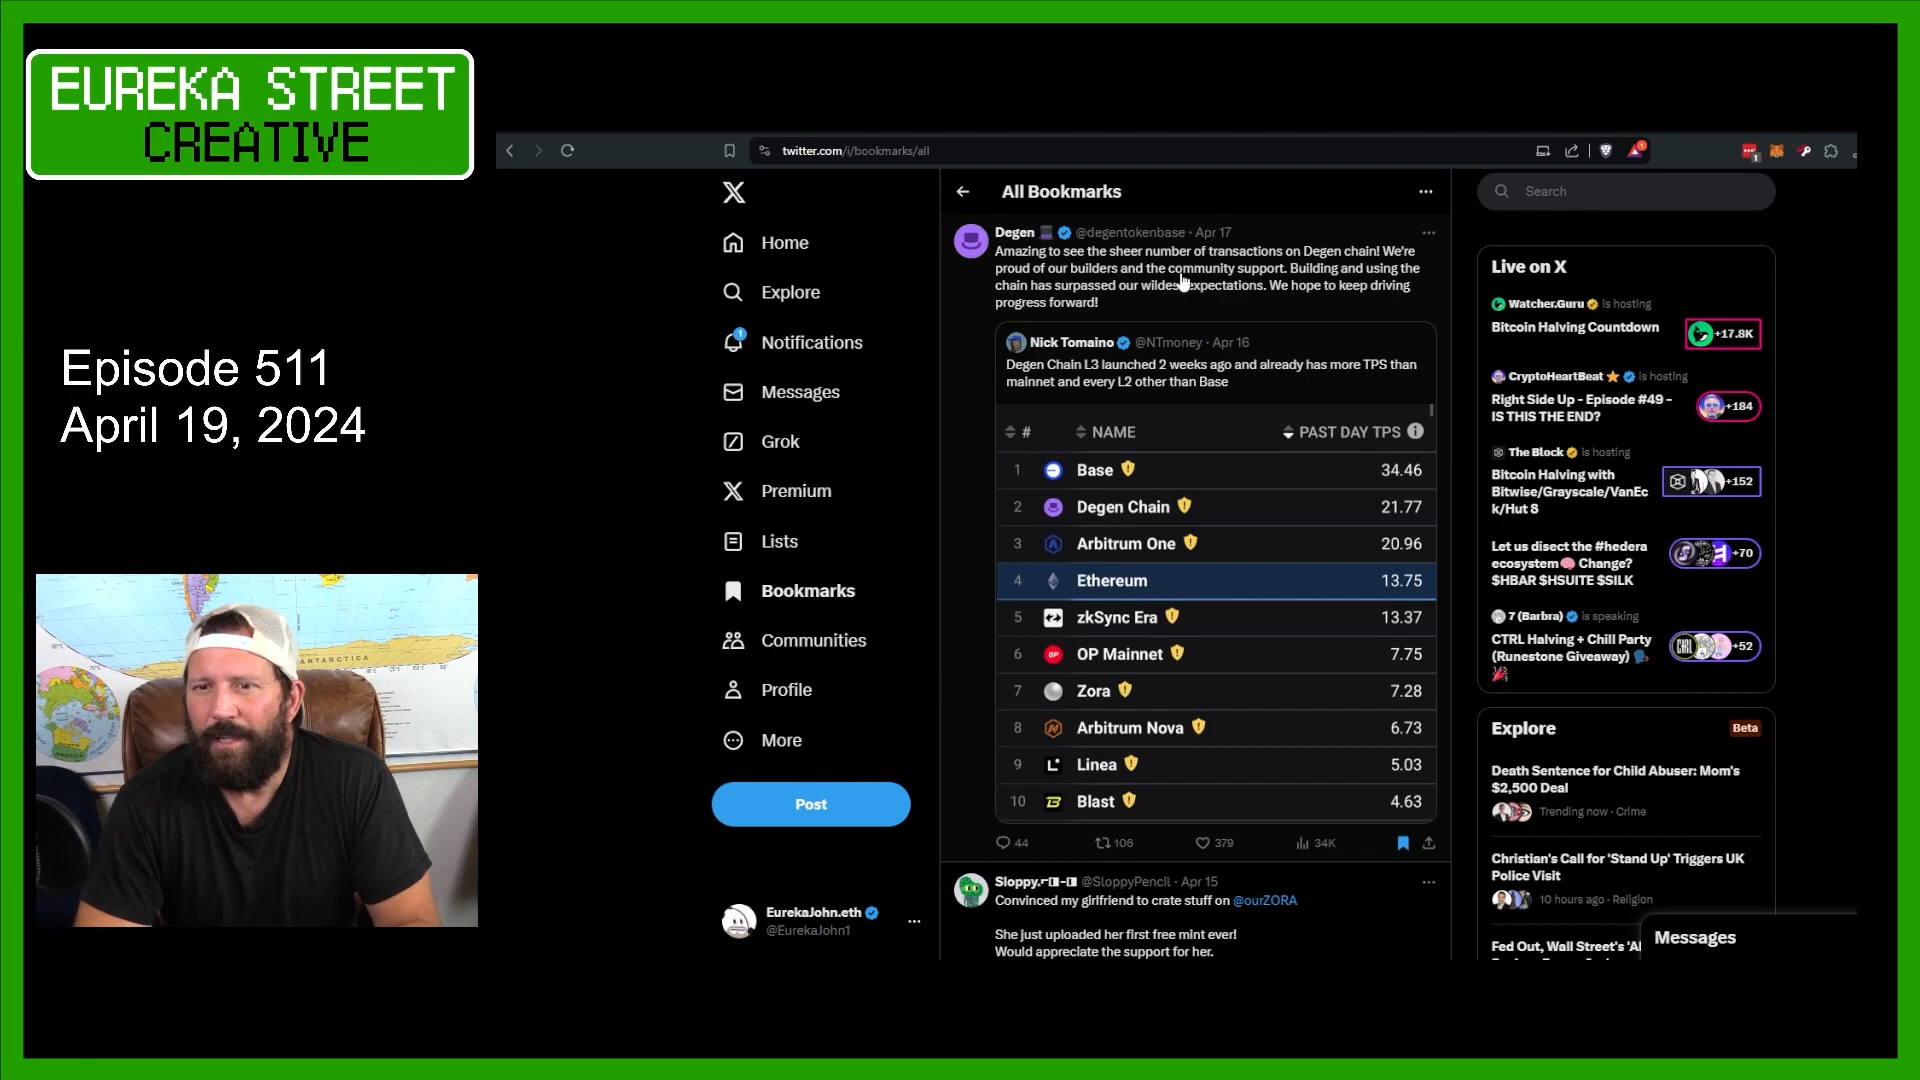 EUREKA STREET
CREATIVE
Episode 511
April 19, 2024
ANTARCTICA
twitter.com/i/bookmarks/all
1
1
X
Home
Explore
1
Notifications
Messages
Grok
Premium
Lists
Bookmarks
Communities
Profile
More
Post
EurekaJohn.eth
@EurekaJohn1
All Bookmarks
Degen @degentokenbase · Apr 17
Amazing to see the sheer number of transactions on Degen chain! We're
proud of our builders and the community support. Building and using the
chain has surpassed our wildest expectations. We hope to keep driving
progress forward!
Nick Tomaino @NTmoney · Apr 16
Degen Chain L3 launched 2 weeks ago and already has more TPS than
mainnet and every L2 other than Base
# NAME PAST DAY TPS
1 Base 34.46
2 Degen Chain 21.77
3 Arbitrum One 20.96
4 Ethereum 13.75
5 zkSync Era 13.37
6 OP OP Mainnet 7.75
7 Zora 7.28
8 Arbitrum Nova 6.73
9 Linea 5.03
10 Blast 4.63
44 106 379 34K
Sloppy. @SloppyPencil · Apr 15
Convinced my girlfriend to crate stuff on @ourZORA
She just uploaded her first free mint ever!
Would appreciate the support for her.
Search
Live on X
Watcher.Guru is hosting
Bitcoin Halving Countdown
+17.8K
CryptoHeartBeat is hosting
Right Side Up - Episode #49 -
IS THIS THE END?
+184
The Block is hosting
Bitcoin Halving with
Bitwise/Grayscale/VanEc
k/Hut 8
+152
Let us disect the #hedera
ecosystem Change?
$HBAR $HSUITE $SILK
+70
7 (Barbra) is speaking
CTRL Halving + Chill Party
(Runestone Giveaway)
CTRL
+52
Explore
Beta
Death Sentence for Child Abuser: Mom's
$2,500 Deal
Trending now · Crime
Christian's Call for 'Stand Up' Triggers UK
Police Visit
10 hours ago · Religion
Fed Out, Wall Street's
Messages